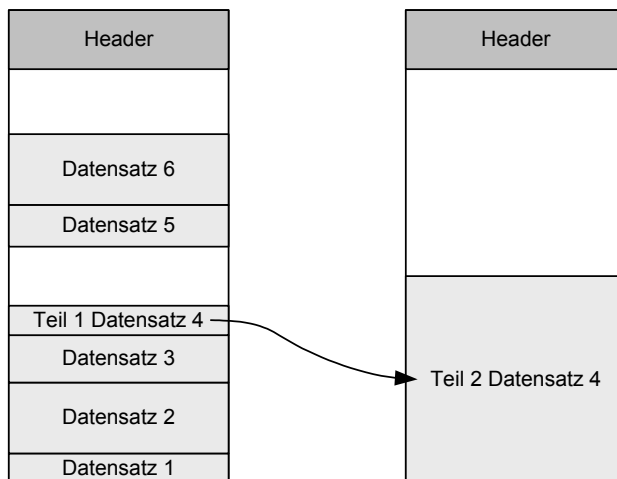 Header
Datensatz 6
Datensatz 5
Teil 1 Datensatz 4
Datensatz 3
Datensatz 2
Datensatz 1
Header
Teil 2 Datensatz 4